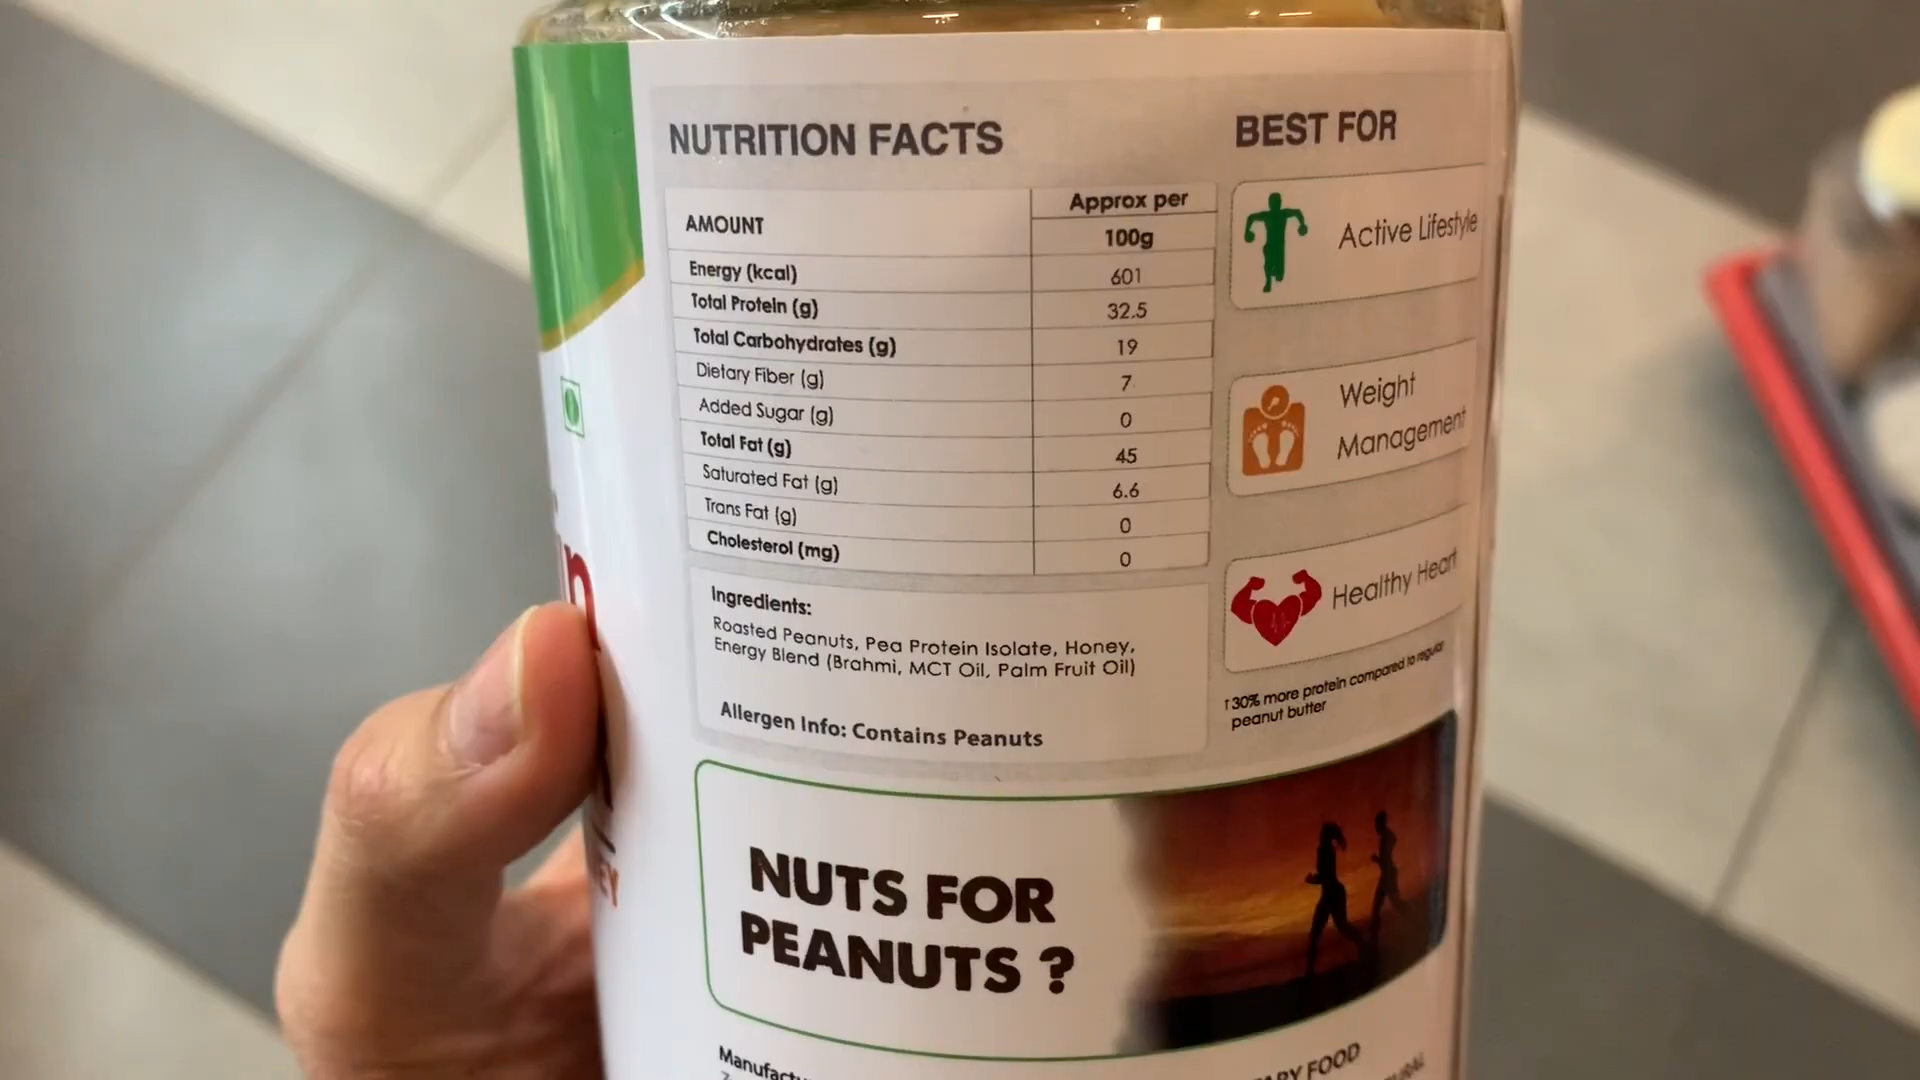 NUTRITION FACTS
AMOUNT Approx per 100g
Energy (kcal) 601
Total Protein (g) 32.5
Total Carbohydrates (g) 19
Dietary Fiber (g) 7
Added Sugar (g) 0
Total Fat (g) 45
Saturated Fat (g) 6.6
Trans Fat (g) 0
Cholesterol (mg) 0
Ingredients:
Roasted Peanuts, Pea Protein Isolate, Honey,
Energy Blend (Brahmi, MCT Oil, Palm Fruit Oil)
Allergen Info: Contains Peanuts
BEST FOR
Active Lifestyle
Weight
Management
Healthy Heart
↑30% more protein compared to regular
peanut butter
NUTS FOR
PEANUTS ?
FOOD